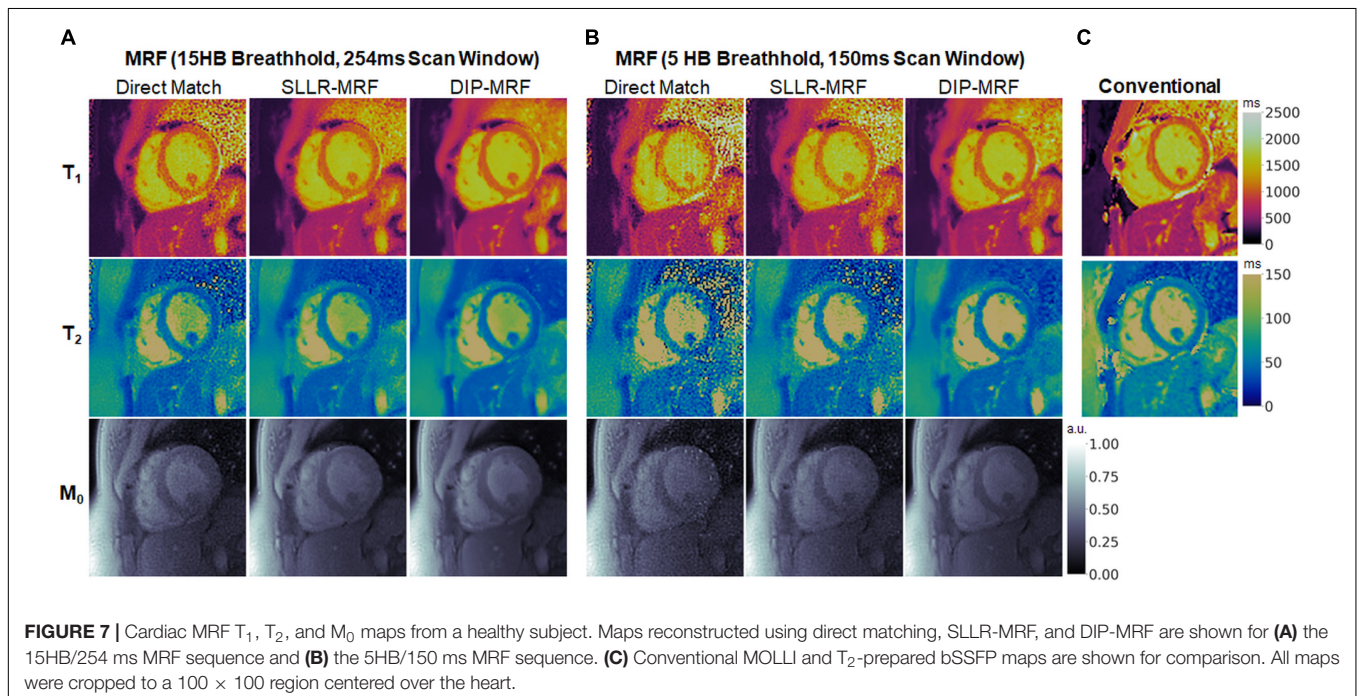 A
B
C
MRF (15HB Breathhold, 254ms Scan Window)
MRF (5 HB Breathhold, 150ms Scan Window)
Direct Match
SLLR-MRF
DIP-MRF
Direct Match
SLLR-MRF
DIP-MRF
Conventional
T1
ms
2500
2000
1500
1000
500
0
T2
ms
150
100
50
0
M0
a.u.
1.00
0.75
0.50
0.25
0.00
FIGURE 7 | Cardiac MRF T1, T2, and M0 maps from a healthy subject. Maps reconstructed using direct matching, SLLR-MRF, and DIP-MRF are shown for (A) the
15HB/254 ms MRF sequence and (B) the 5HB/150 ms MRF sequence. (C) Conventional MOLLI and T2-prepared bSSFP maps are shown for comparison. All maps
were cropped to a 100 × 100 region centered over the heart.